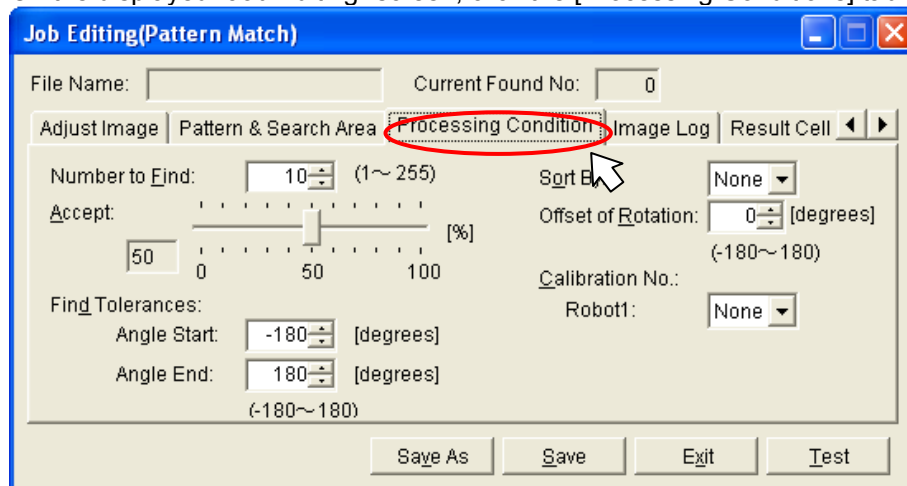 Job Editing(Pattern Match)
File Name: Current Found No: 0
Adjust Image Pattern & Search Area Processing Condition Image Log Result Cell
Number to Find: 10 (1~255) Sort B None
Accept: Offset of Rotation: 0 [degrees]
[%]
50 (-180~180)
0 50 100
Calibration No.:
Find Tolerances: Robot1: None
Angle Start: -180 [degrees]
Angle End: 180 [degrees]
(-180~180)
Save As Save Exit Test